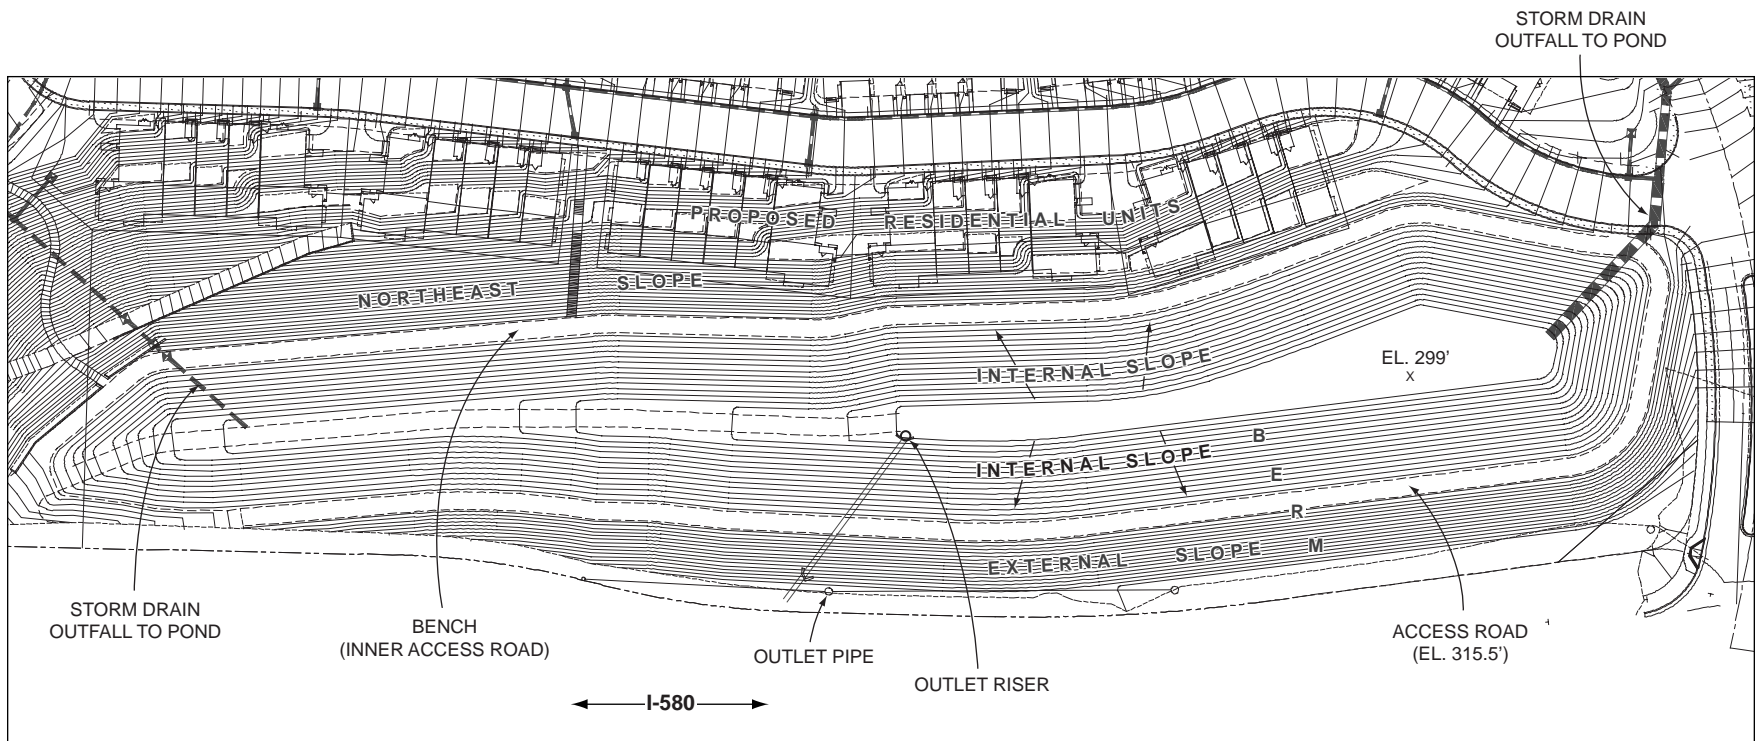 STORM DRAIN
OUTFALL TO POND
PROPOSED RESIDENTIAL UNITS
NORTHEAST SLOPE
INTERNAL SLOPE
EL. 299'
X
INTERNAL SLOPE
B
E
R
M
EXTERNAL SLOPE
STORM DRAIN
OUTFALL TO POND
BENCH
(INNER ACCESS ROAD)
OUTLET PIPE
OUTLET RISER
ACCESS ROAD
(EL. 315.5')
I-580